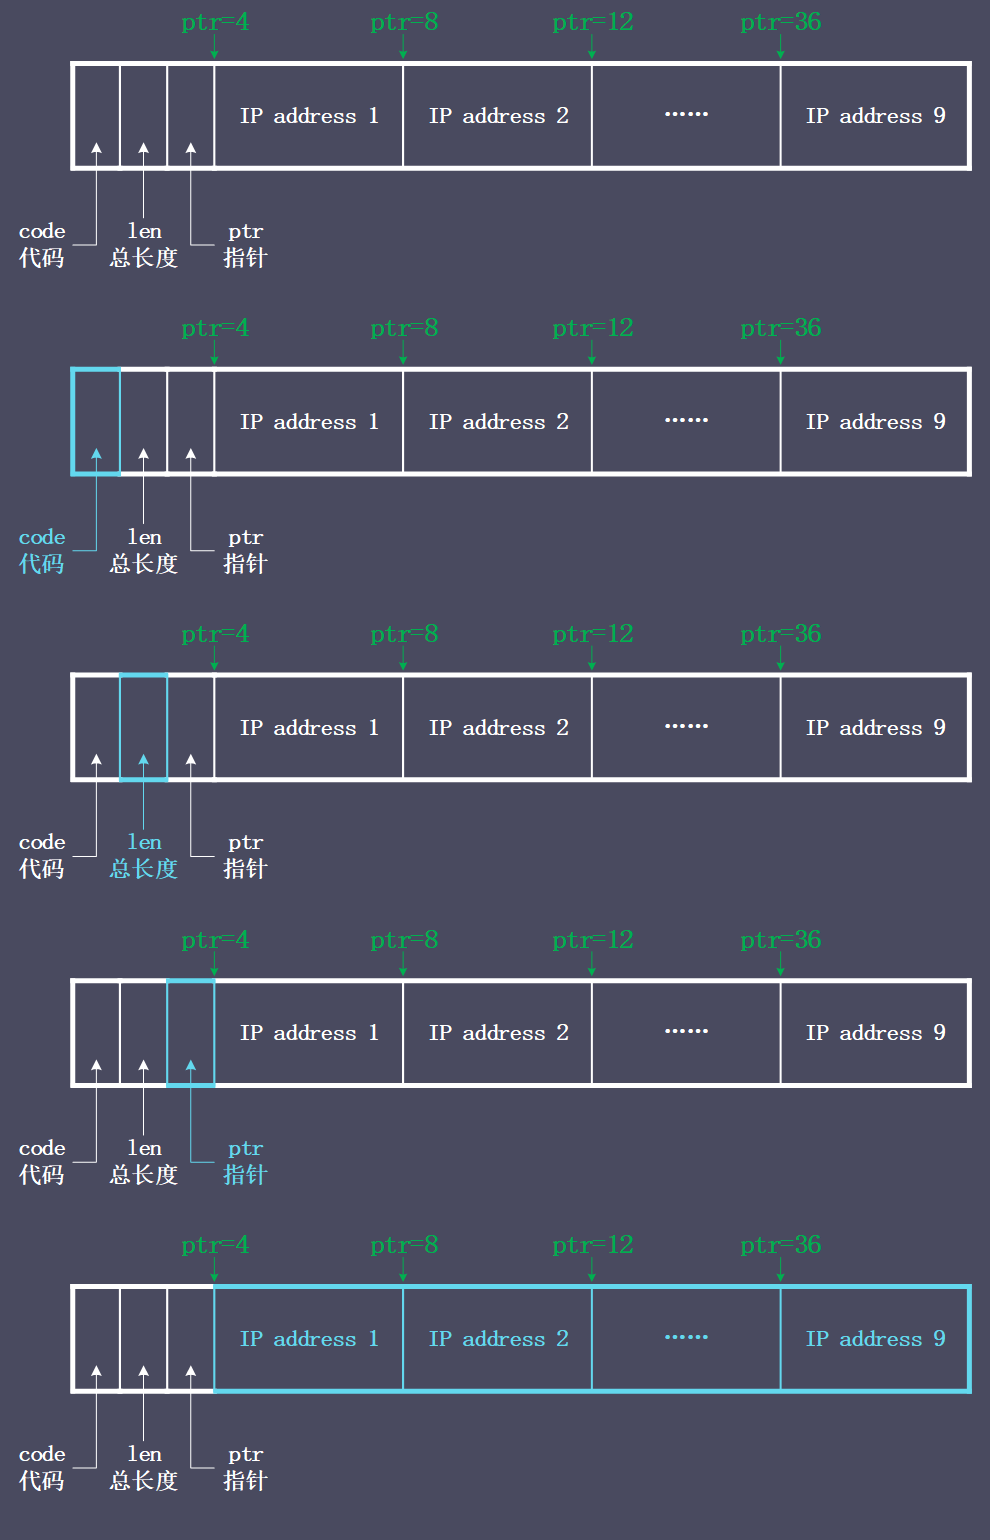 ptr=4 ptr=8 ptr=12 ptr=36
IP address 1 IP address 2 …… IP address 9
code len ptr
代码 总长度 指针
ptr=4 ptr=8 ptr=12 ptr=36
IP address 1 IP address 2 …… IP address 9
code len ptr
代码 总长度 指针
ptr=4 ptr=8 ptr=12 ptr=36
IP address 1 IP address 2 …… IP address 9
code len ptr
代码 总长度 指针
ptr=4 ptr=8 ptr=12 ptr=36
IP address 1 IP address 2 …… IP address 9
code len ptr
代码 总长度 指针
ptr=4 ptr=8 ptr=12 ptr=36
IP address 1 IP address 2 …… IP address 9
code len ptr
代码 总长度 指针